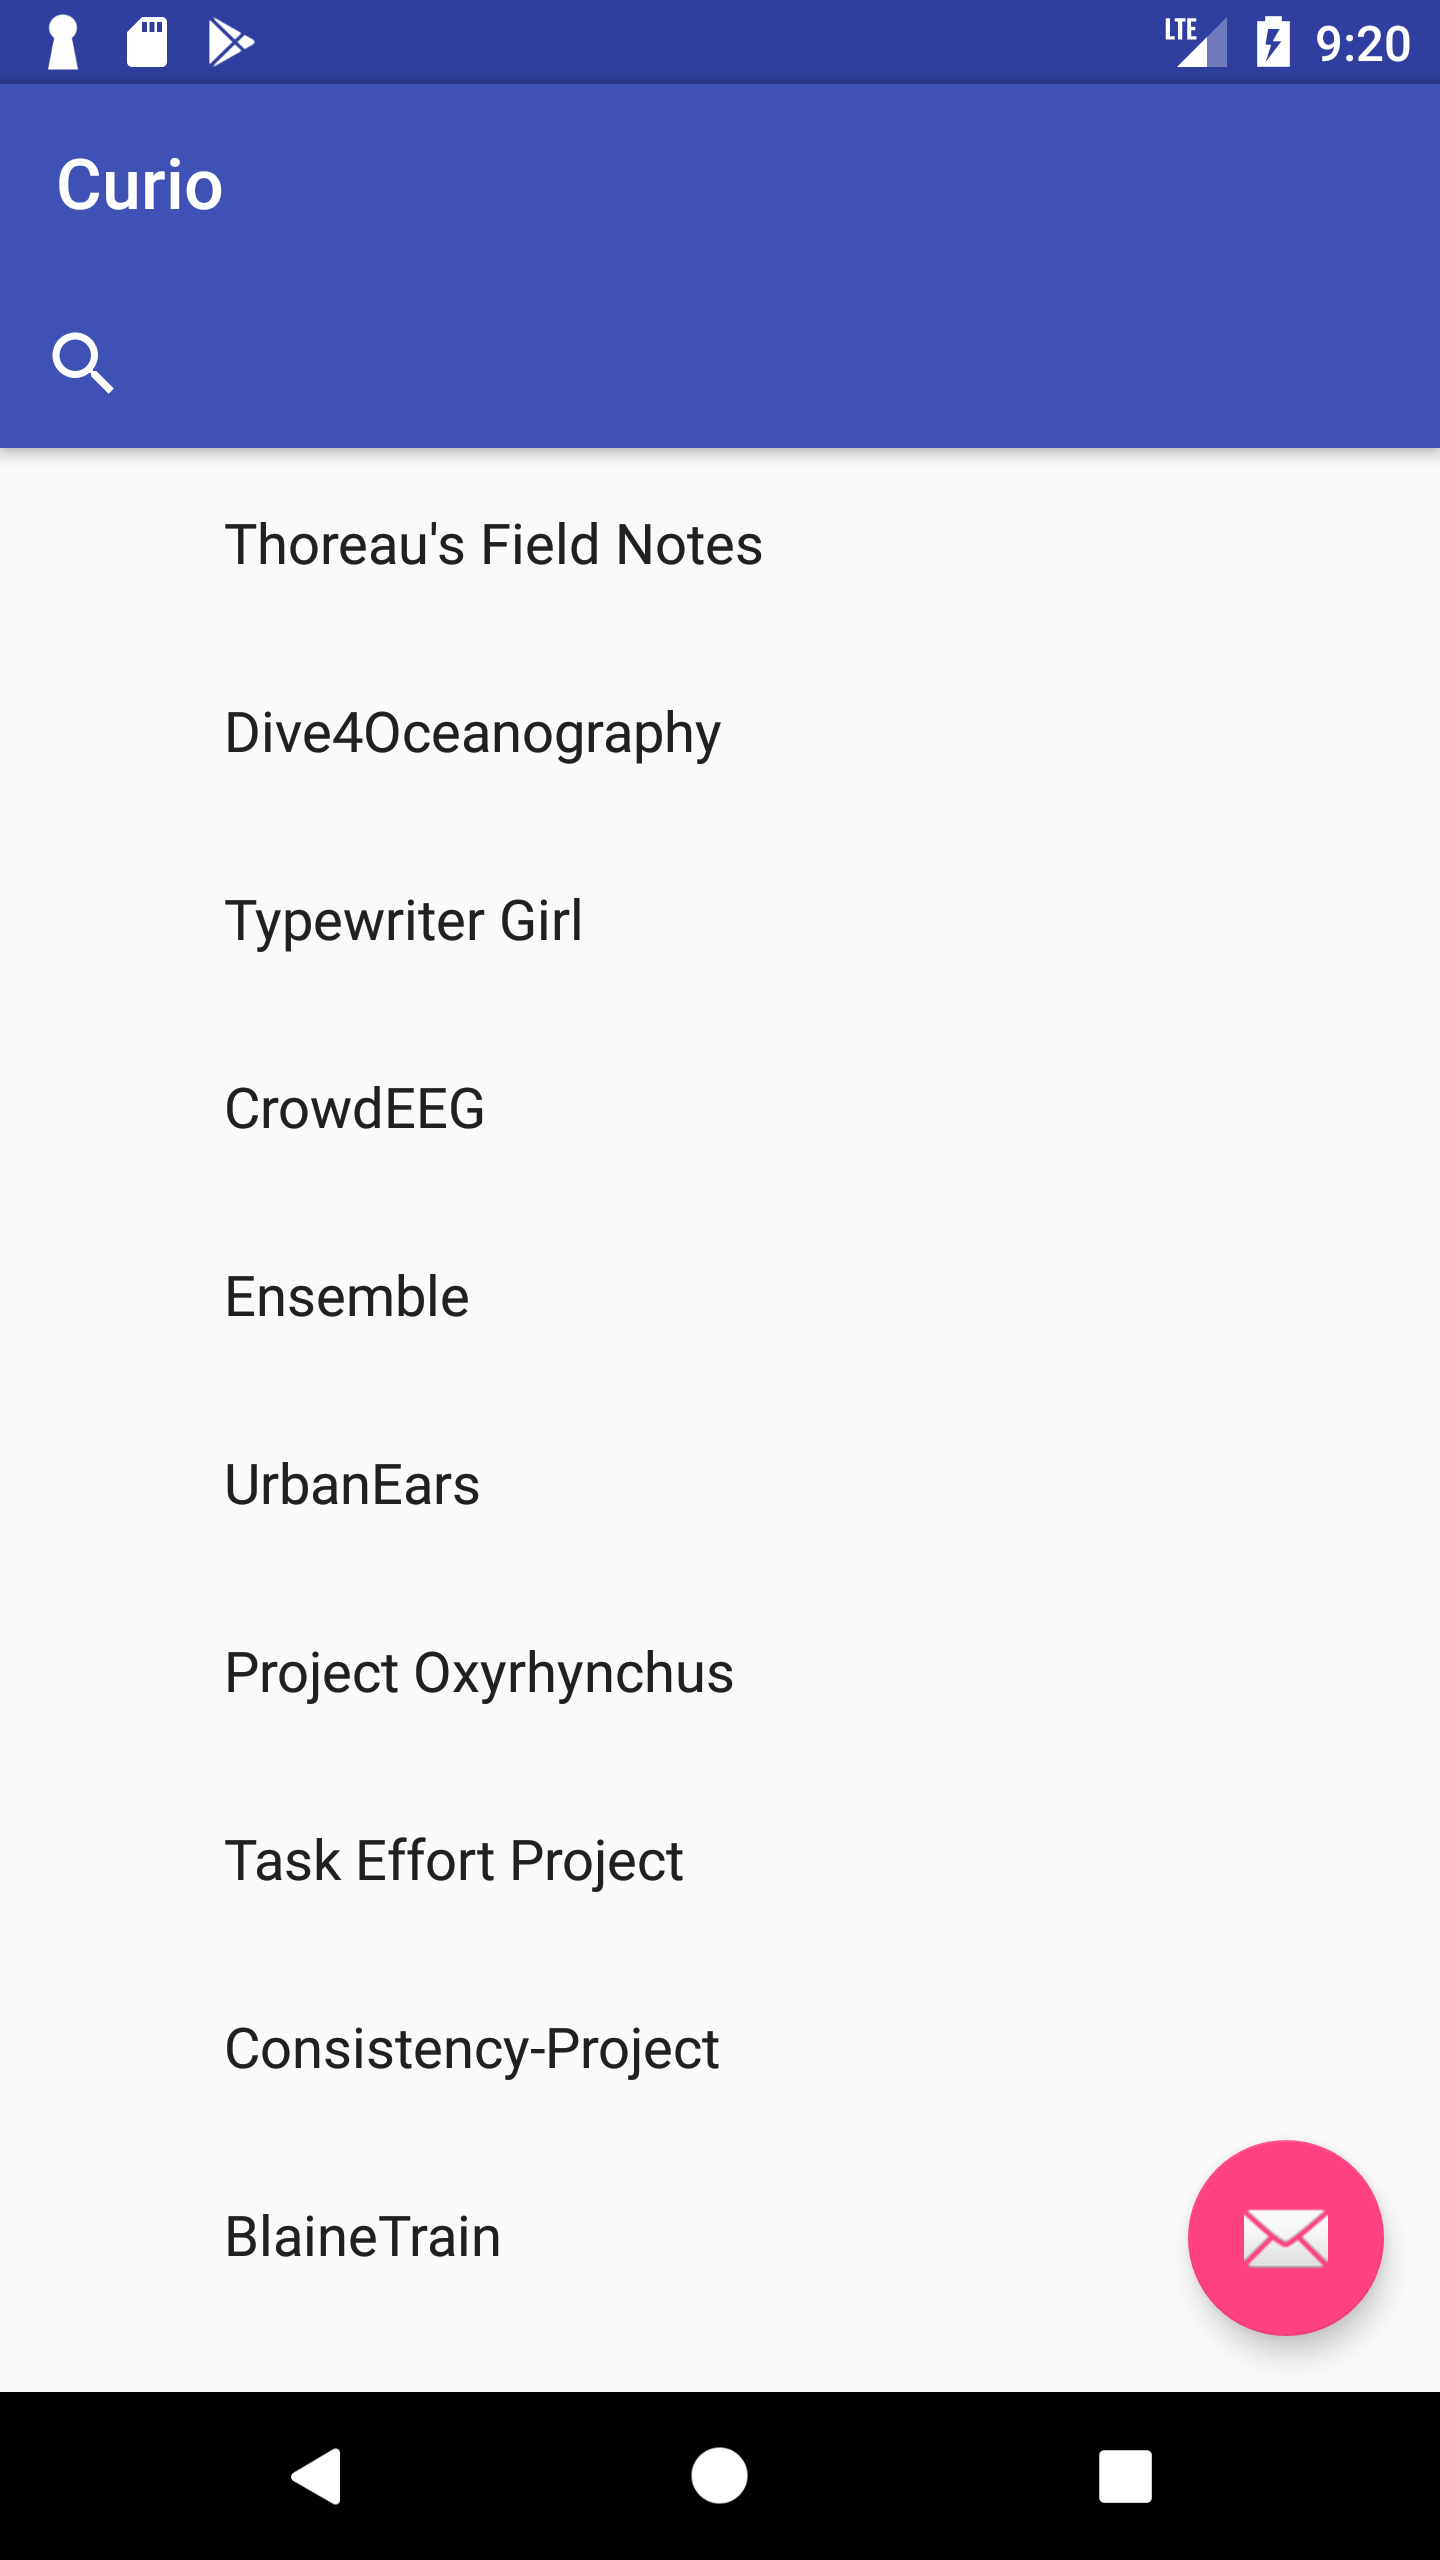 LTE 9:20
Curio
Thoreau's Field Notes
Dive4Oceanography
Typewriter Girl
CrowdEEG
Ensemble
UrbanEars
Project Oxyrhynchus
Task Effort Project
Consistency-Project
BlaineTrain